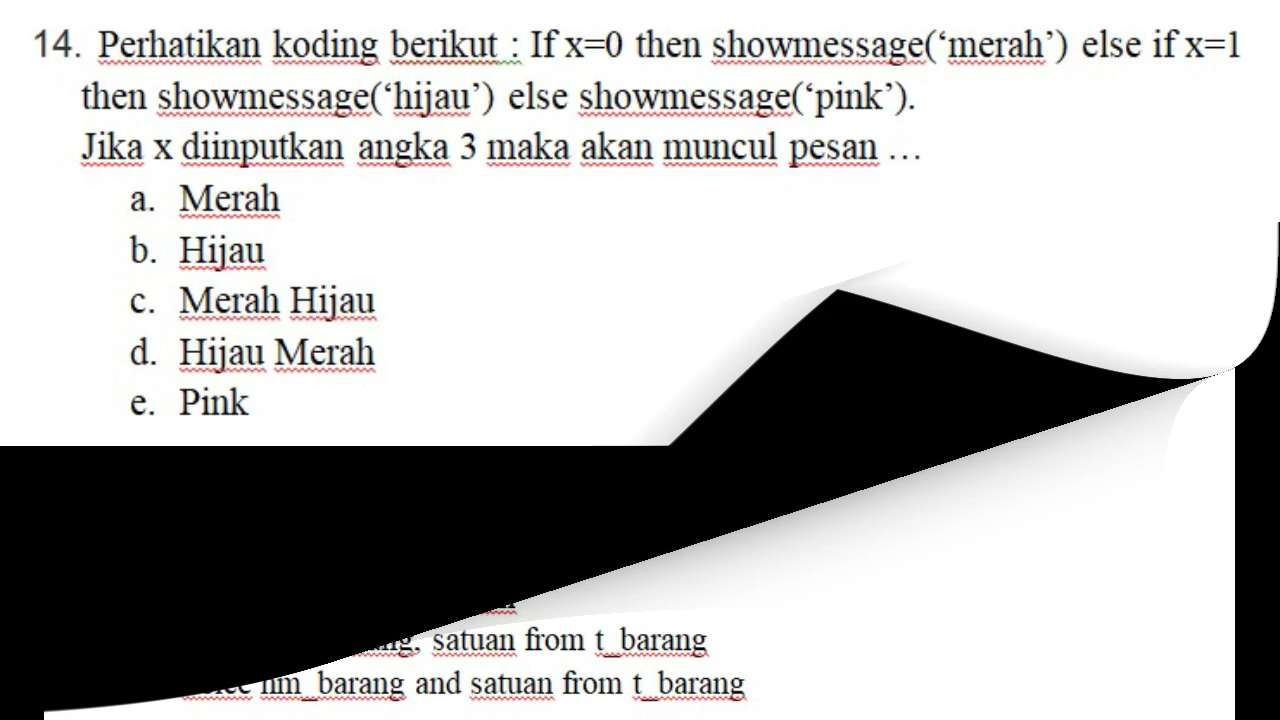 14. Perhatikan koding berikut : If x=0 then showmessage(‘merah’) else if x=1
then showmessage(‘hijau’) else showmessage(‘pink’).
Jika x diinputkan angka 3 maka akan muncul pesan …
a. Merah
b. Hijau
c. Merah Hijau
d. Hijau Merah
e. Pink
satuan from t_barang
nm_barang and satuan from t_barang